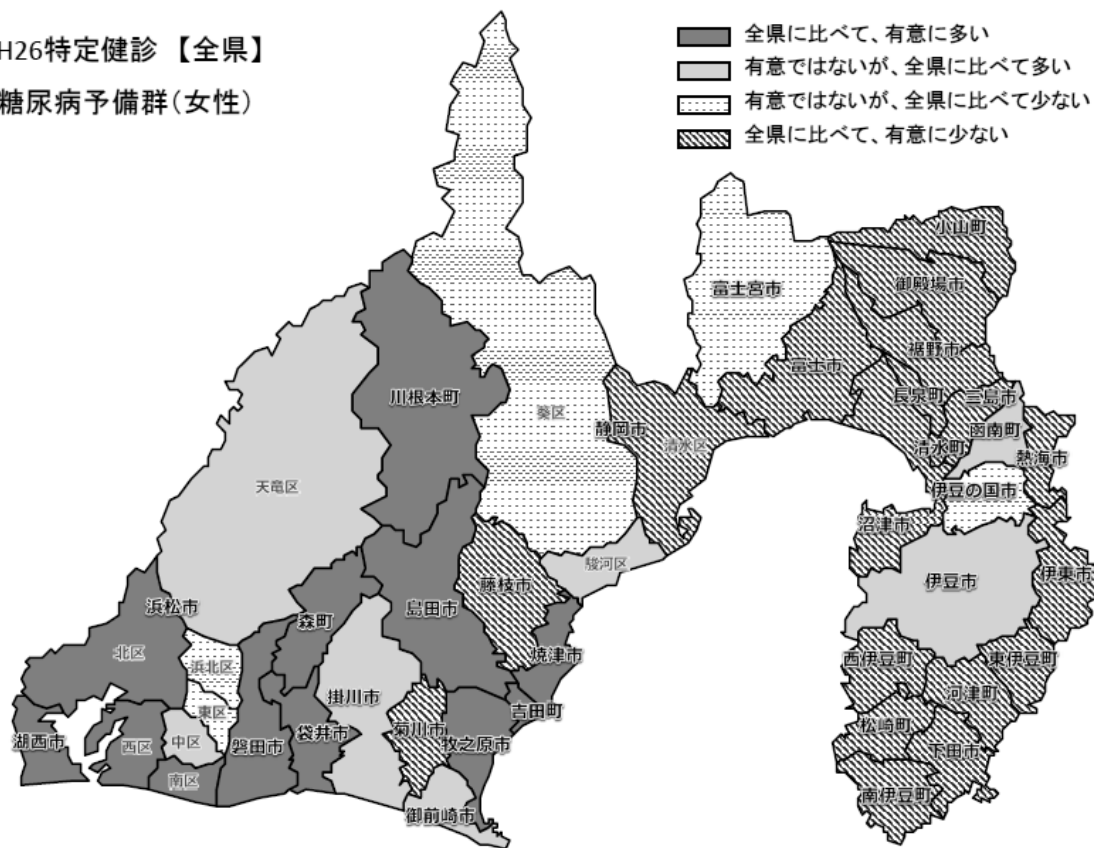 H26特定健診 【全県】
糖尿病予備群(女性)
全県に比べて、有意に多い
有意ではないが、全県に比べて多い
有意ではないが、全県に比べて少ない
全県に比べて、有意に少ない
小山町
御殿場市
富士宮市
裾野市
富士市
川根本町
長泉町
三島市
葵区
静岡市
函南町
清水区
清水町
熱海市
天竜区
伊豆の国市
沼津市
駿河区
藤枝市
伊豆市
伊東市
浜松市
島田市
森町
北区
浜北区
焼津市
西伊豆町
東伊豆町
掛川市
河津町
東区
吉田町
菊川市
松崎町
湖西市
西区
中区
磐田市
袋井市
牧之原市
下田市
南区
南伊豆町
御前崎市